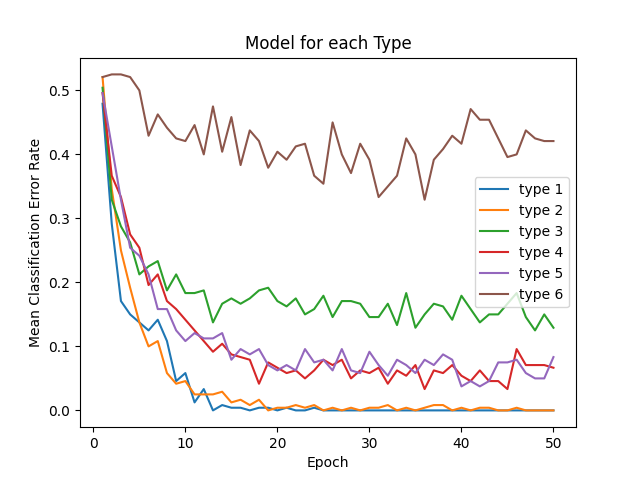 Model for each Type
Mean Classification Error Rate
0.5
0.4
0.3
0.2
0.1
0.0
type 1
type 2
type 3
type 4
type 5
type 6
0
10
20
30
40
50
Epoch